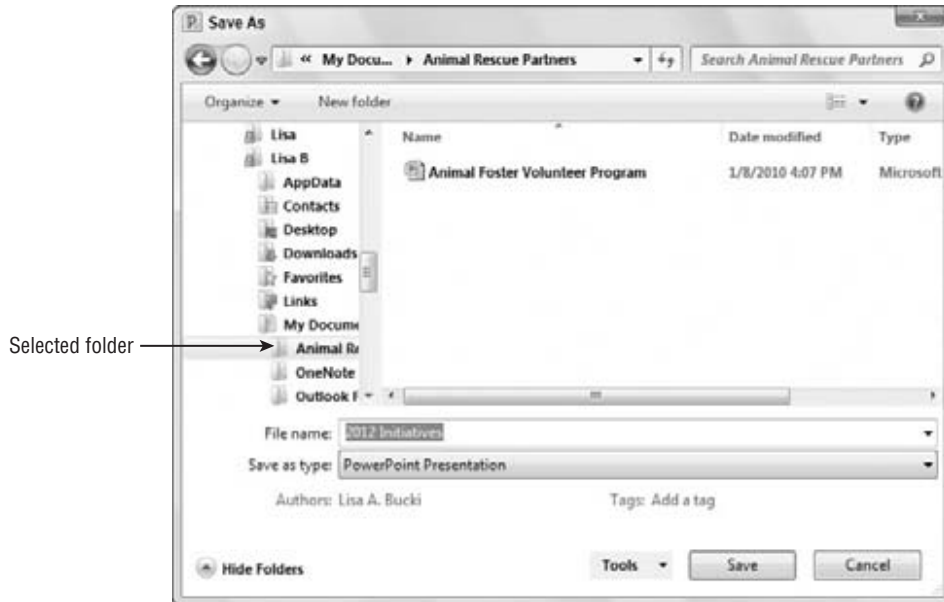 Save As
« My Docu... Animal Rescue Partners Search Animal Rescue Partners
Organize New folder
Lisa
Lisa B
AppData
Contacts
Desktop
Downloads
Favorites
Links
My Docume
Animal Re
OneNote
Outlook F
Name Date modified Type
Animal Foster Volunteer Program 1/8/2010 4:07 PM Microsoft
Selected folder
File name: 2012 Initiatives
Save as type: PowerPoint Presentation
Authors: Lisa A. Bucki Tags: Add a tag
Hide Folders Tools Save Cancel